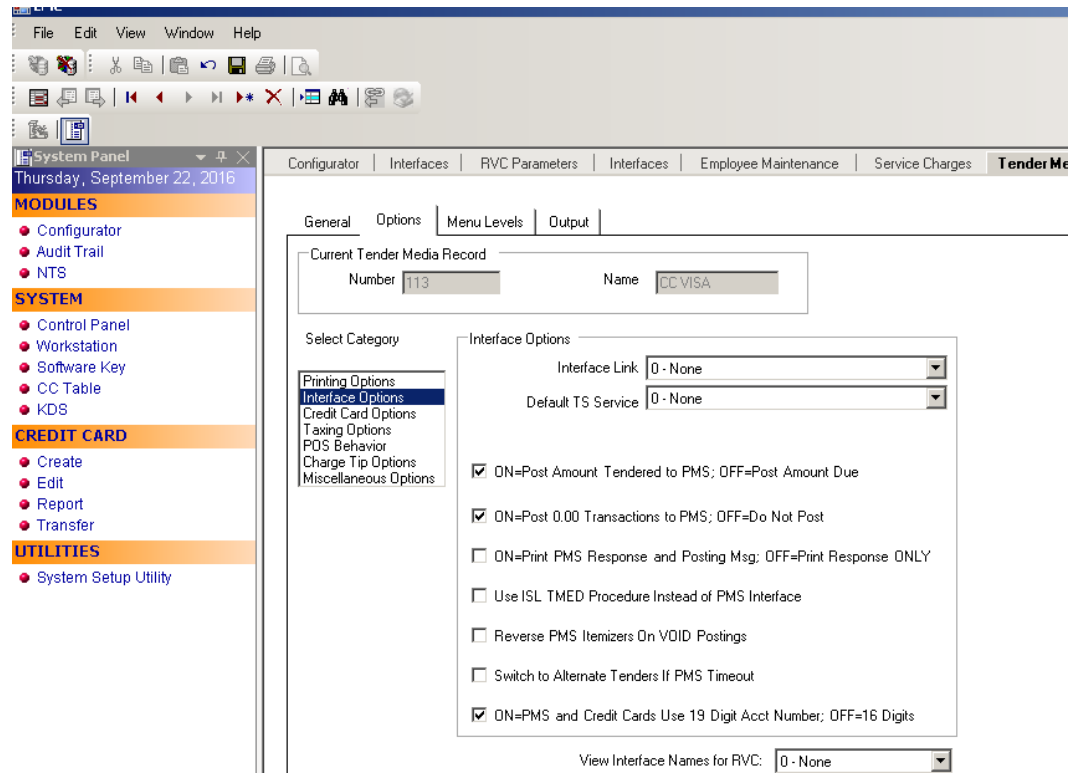 File Edit View Window Help
System Panel
Thursday, September 22, 2016
MODULES
Configurator
Audit Trail
NTS
SYSTEM
Control Panel
Workstation
Software Key
CC Table
KDS
CREDIT CARD
Create
Edit
Report
Transfer
UTILITIES
System Setup Utility
Configurator Interfaces RVC Parameters Interfaces Employee Maintenance Service Charges Tender Me
General Options Menu Levels Output
Current Tender Media Record
Number 113 Name CC VISA
Select Category
Printing Options
Interface Options
Credit Card Options
Taxing Options
POS Behavior
Charge Tip Options
Miscellaneous Options
Interface Options
Interface Link 0 - None
Default TS Service 0 - None
ON=Post Amount Tendered to PMS; OFF=Post Amount Due
ON=Post 0.00 Transactions to PMS; OFF=Do Not Post
ON=Print PMS Response and Posting Msg; OFF=Print Response ONLY
Use ISL TMED Procedure Instead of PMS Interface
Reverse PMS Itemizers On VOID Postings
Switch to Alternate Tenders If PMS Timeout
ON=PMS and Credit Cards Use 19 Digit Acct Number; OFF=16 Digits
View Interface Names for RVC: 0 - None